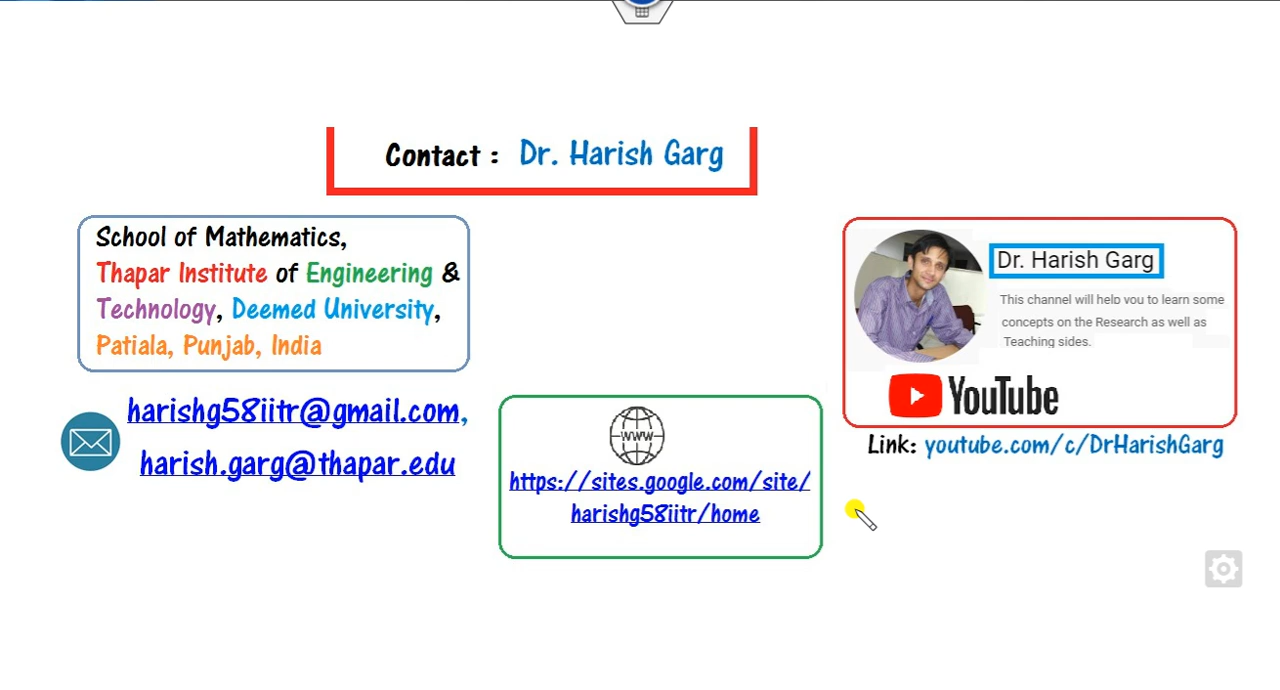 Contact : Dr. Harish Garg
School of Mathematics,
Thapar Institute of Engineering &
Technology, Deemed University,
Patiala, Punjab, India
harishg58iitr@gmail.com,
harish.garg@thapar.edu
www
https://sites.google.com/site/
harishg58iitr/home
Dr. Harish Garg
This channel will help you to learn some
concepts on the Research as well as
Teaching sides.
YouTube
Link: youtube.com/c/DrHarishGarg